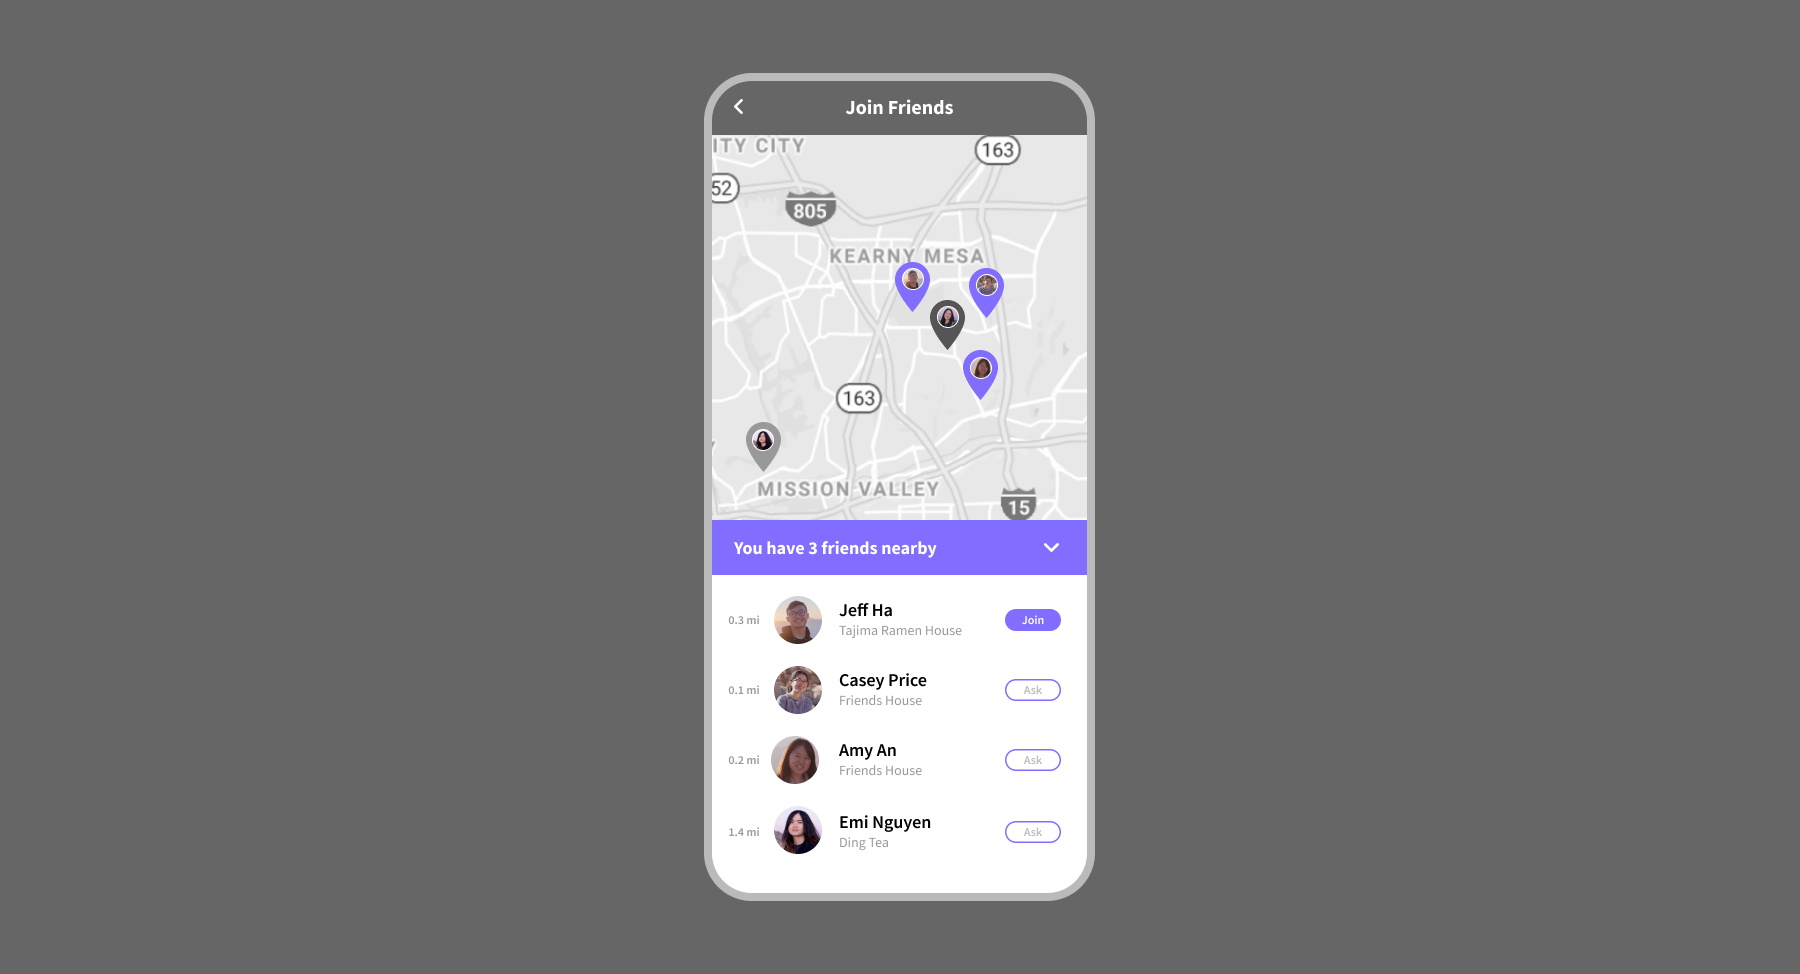 Join Friends
ITY CITY
163
52
805
KEARNY MESA
163
MISSION VALLEY
15
You have 3 friends nearby
0.3 mi
Jeff Ha
Tajima Ramen House
Join
0.1 mi
Casey Price
Friends House
Ask
0.2 mi
Amy An
Friends House
Ask
1.4 mi
Emi Nguyen
Ding Tea
Ask